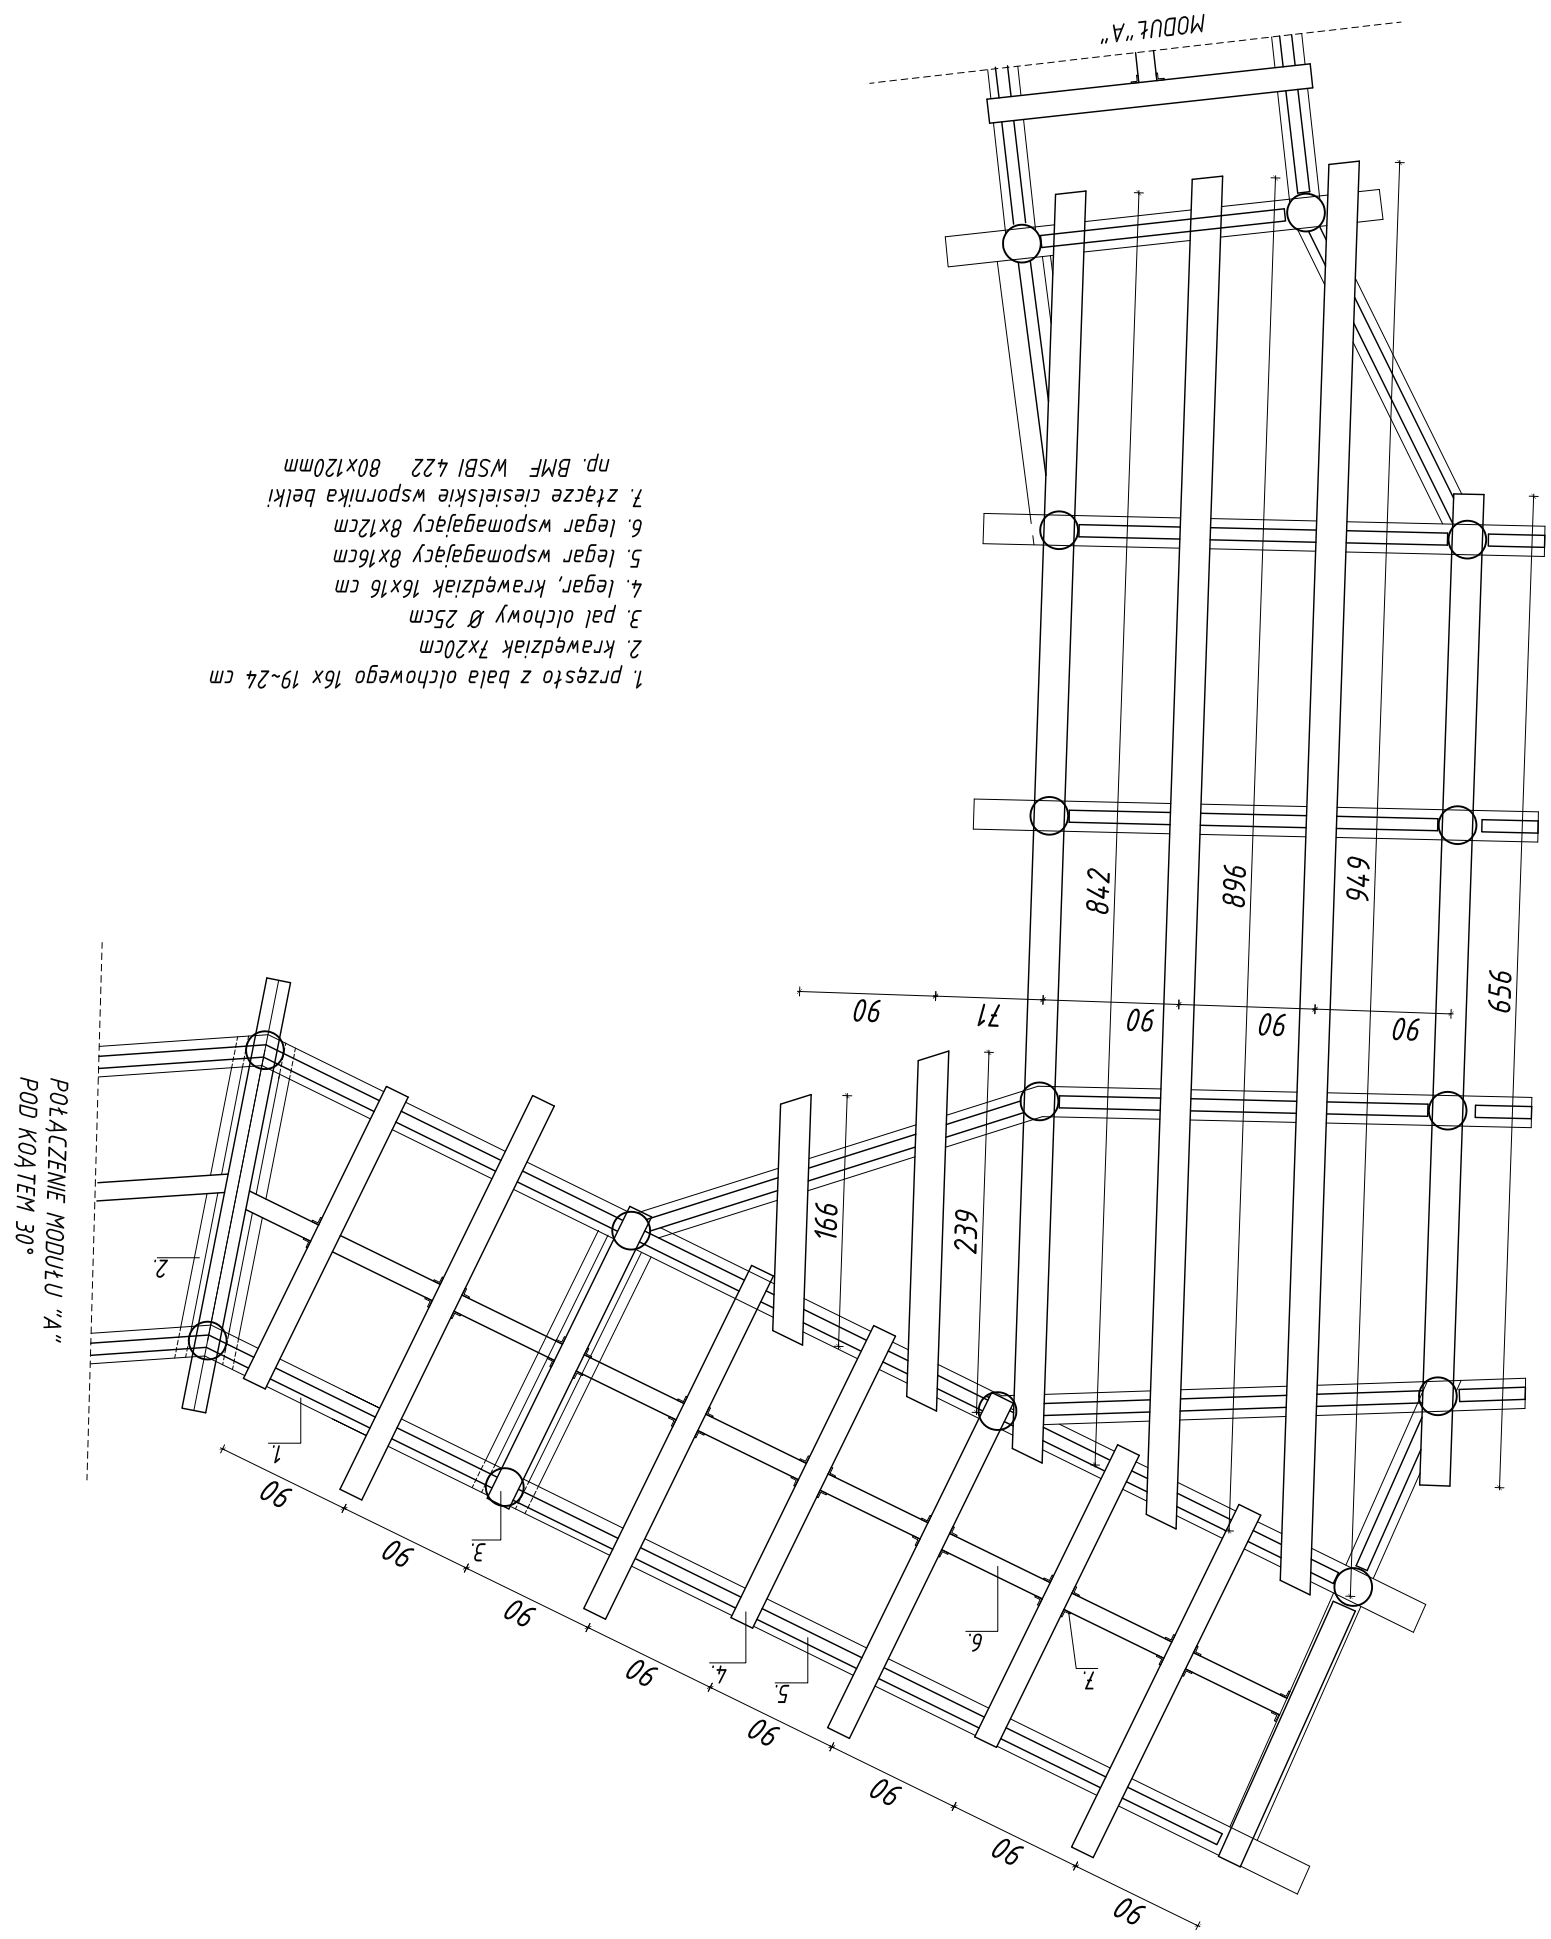 MODUŁ "A"
1. przęsło z bala olchowego 16x 19~24 cm
2. krawędziak 7x20cm
3. pal olchowy Ø 25cm
4. legar, krawędziak 16x16 cm
5. legar wspomagający 8x16cm
6. legar wspomagający 8x12cm
7. złącze ciesielskie wspornika belki
np. BMF WSBI 422 80x120mm
POŁĄCZENIE MODUŁU "A"
POD KOĄTEM 30°
842
896
949
656
90
71
90
90
90
166
239
1.
2.
3.
4.
5.
6.
7.
90
90
90
90
90
90
90
90